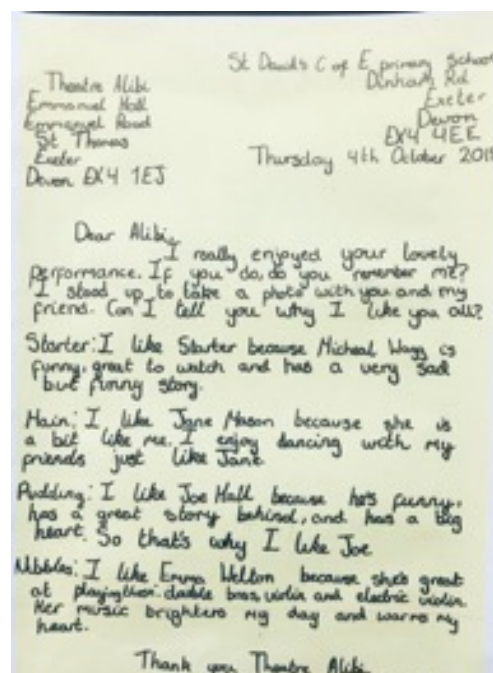 St David's C of E primary School
Dinham Rd
Exeter
Devon
EX4 4EE
Thursday 4th October 2018
Theatre Alibi
Emmanuel Hall
Emmanuel Road
St Thomas
Exeter
Devon EX4 1EJ
Dear Alibi,
I really enjoyed your lovely
performance. If you do, do you remember me?
I stood up to take a photo with you and my
friend. Can I tell you why I like you all?
Starter: I like Starter because Micheal Wagg is
funny, great to watch and has a very sad
but funny story.
Main: I like Jane Mason because she is
a bit like me. I enjoy dancing with my
friends just like Jane
Pudding: I like Joe Hall because he's funny,
has a great story behind, and has a big
heart. So that's why I like Joe
Nibbles: I like Emma Welton because she's great
at playing double bass, violin and electric violin.
Her music brightens my day and warms my
heart.
Thank you Theatre Alibi